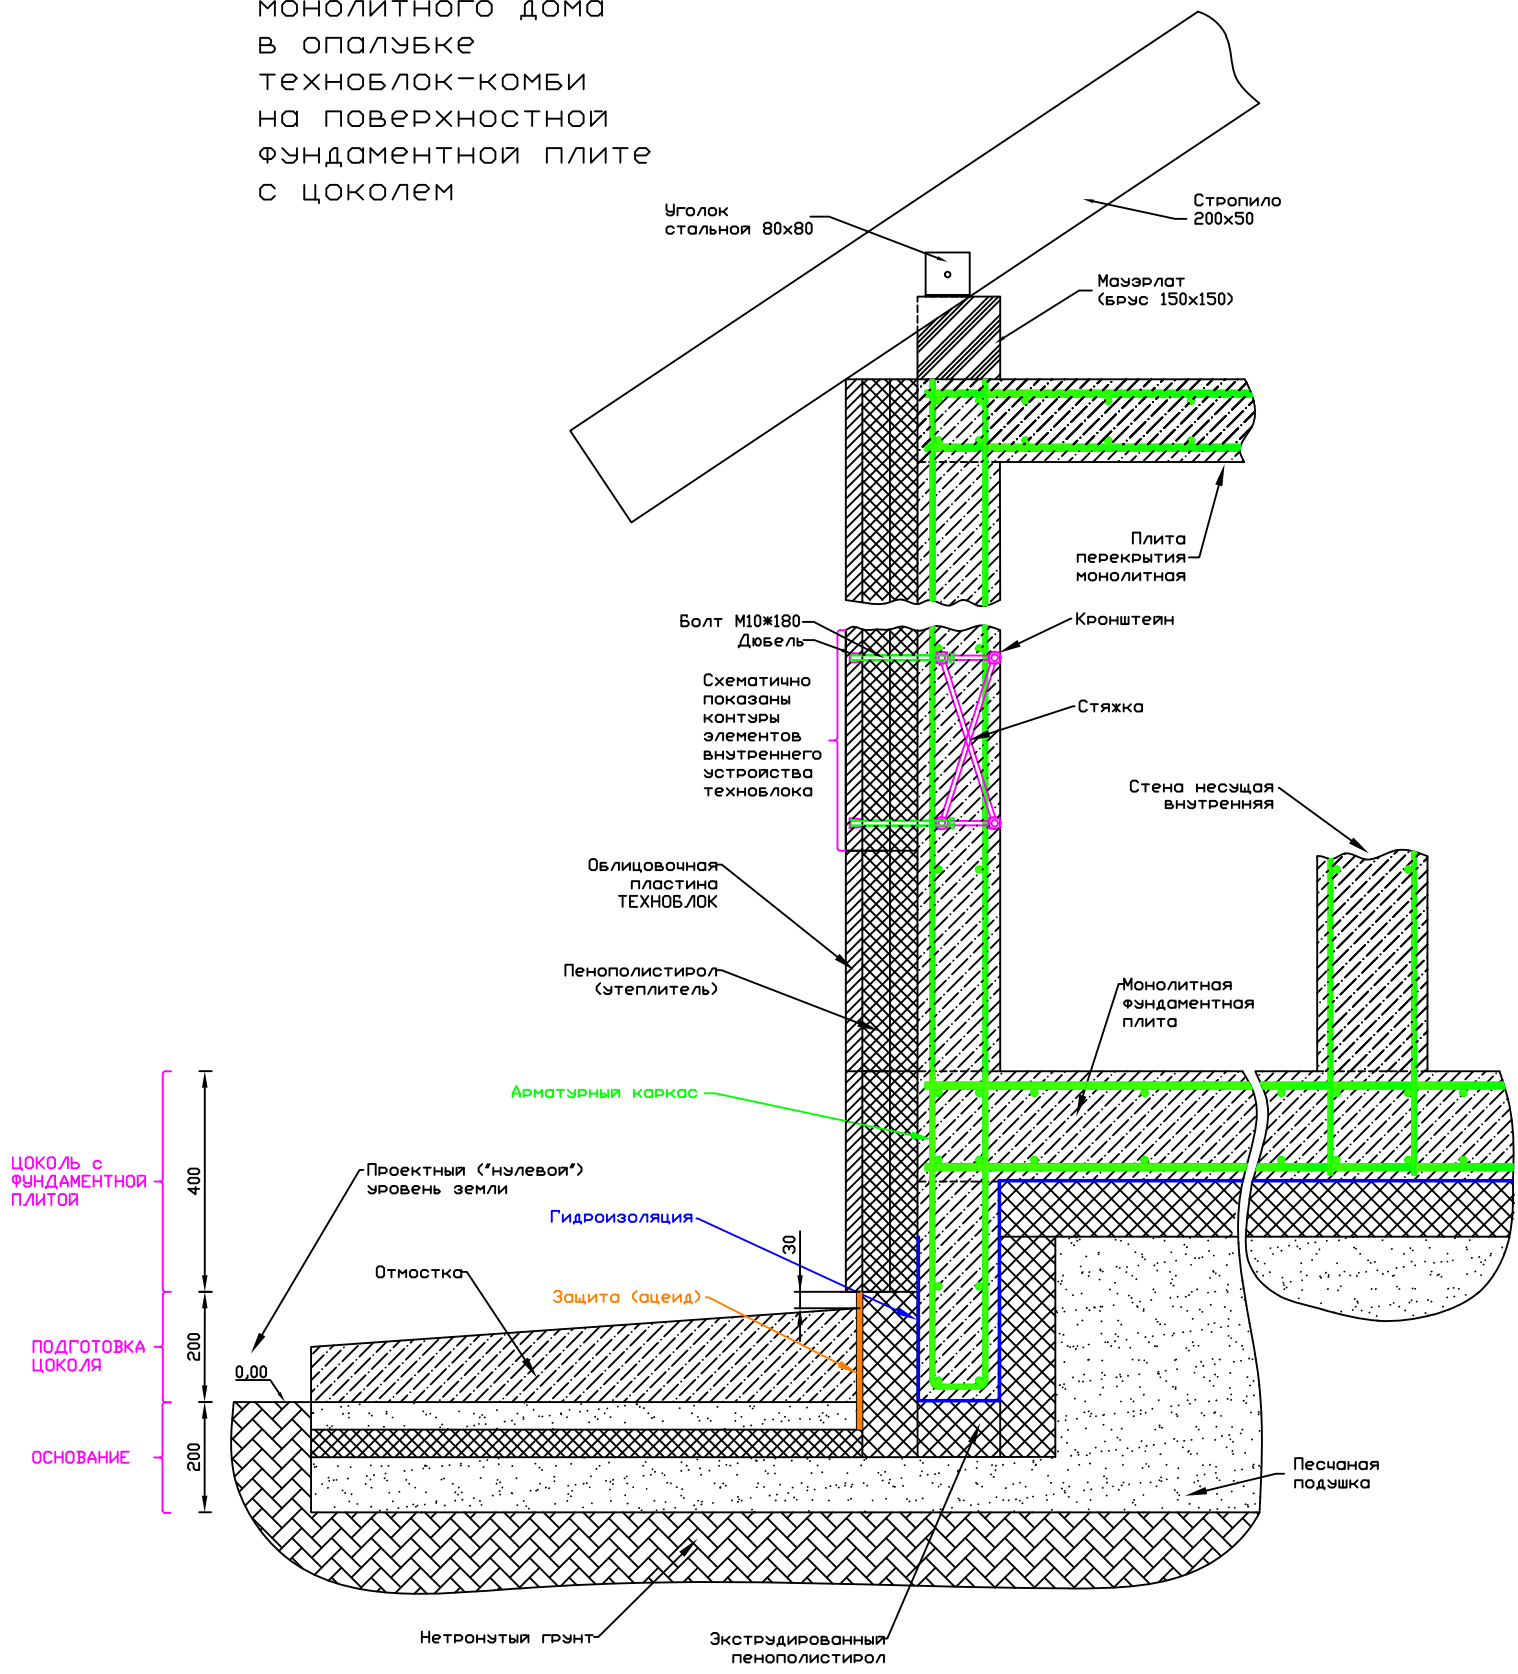 монолитного дома
в опалубке
техноблок-комби
на поверхностной
фундаментной плите
с цоколем
Уголок
стальной 80х80
Стропило
200х50
Мауэрлат
(брус 150х150)
Плита
перекрытия
монолитная
Болт М10*180
Дюбель
Кронштейн
Схематично
показаны
контуры
элементов
внутреннего
устройства
техноблока
Стяжка
Стена несущая
внутренняя
Облицовочная
пластина
ТЕХНОБЛОК
Пенополистирол
(утеплитель)
Монолитная
фундаментная
плита
Арматурный каркас
ЦОКОЛЬ с
ФУНДАМЕНТНОЙ
ПЛИТОЙ
400
Проектный ("нулевой")
уровень земли
Гидроизоляция
30
Отмостка
Защита (ацеид)
ПОДГОТОВКА
ЦОКОЛЯ
200
0,00
ОСНОВАНИЕ
200
Песчаная
подушка
Нетронутый грунт
Экструдированный
пенополистирол